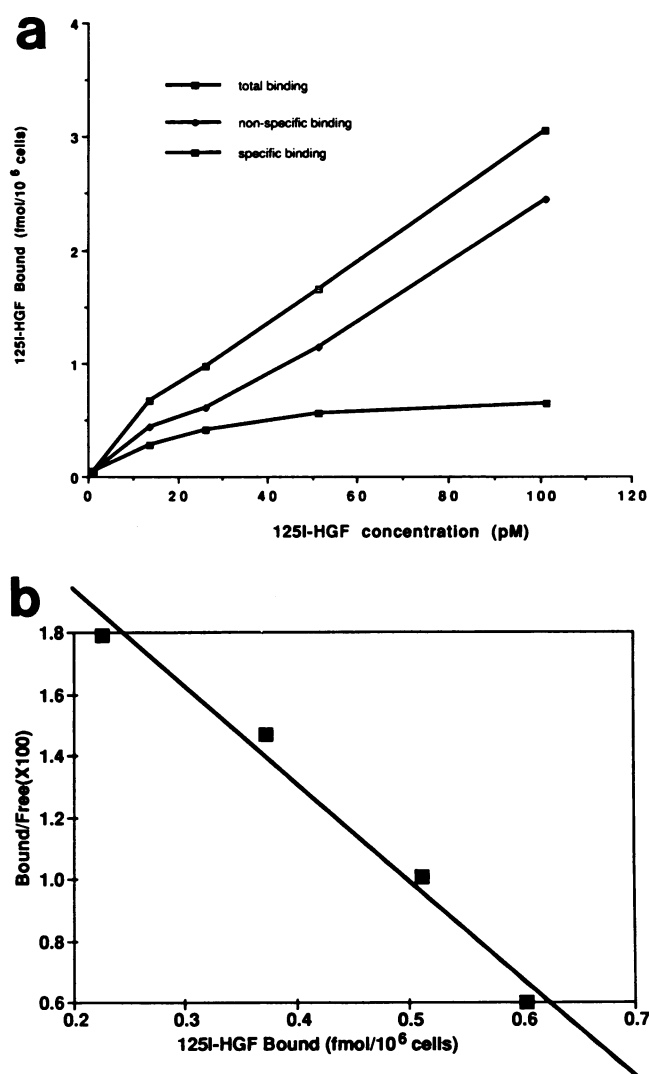 a
4
3
2
1
0
total binding
non-specific binding
specific binding
125I-HGF Bound (fmol/10 6 cells)
0 20 40 60 80 100 120
125I-HGF concentration (pM)
b
1.8
1.6
1.4
1.2
1.0
0.8
0.6
Bound/Free(X100)
0.2 0.3 0.4 0.5 0.6 0.7
125I-HGF Bound (fmol/10 6 cells)